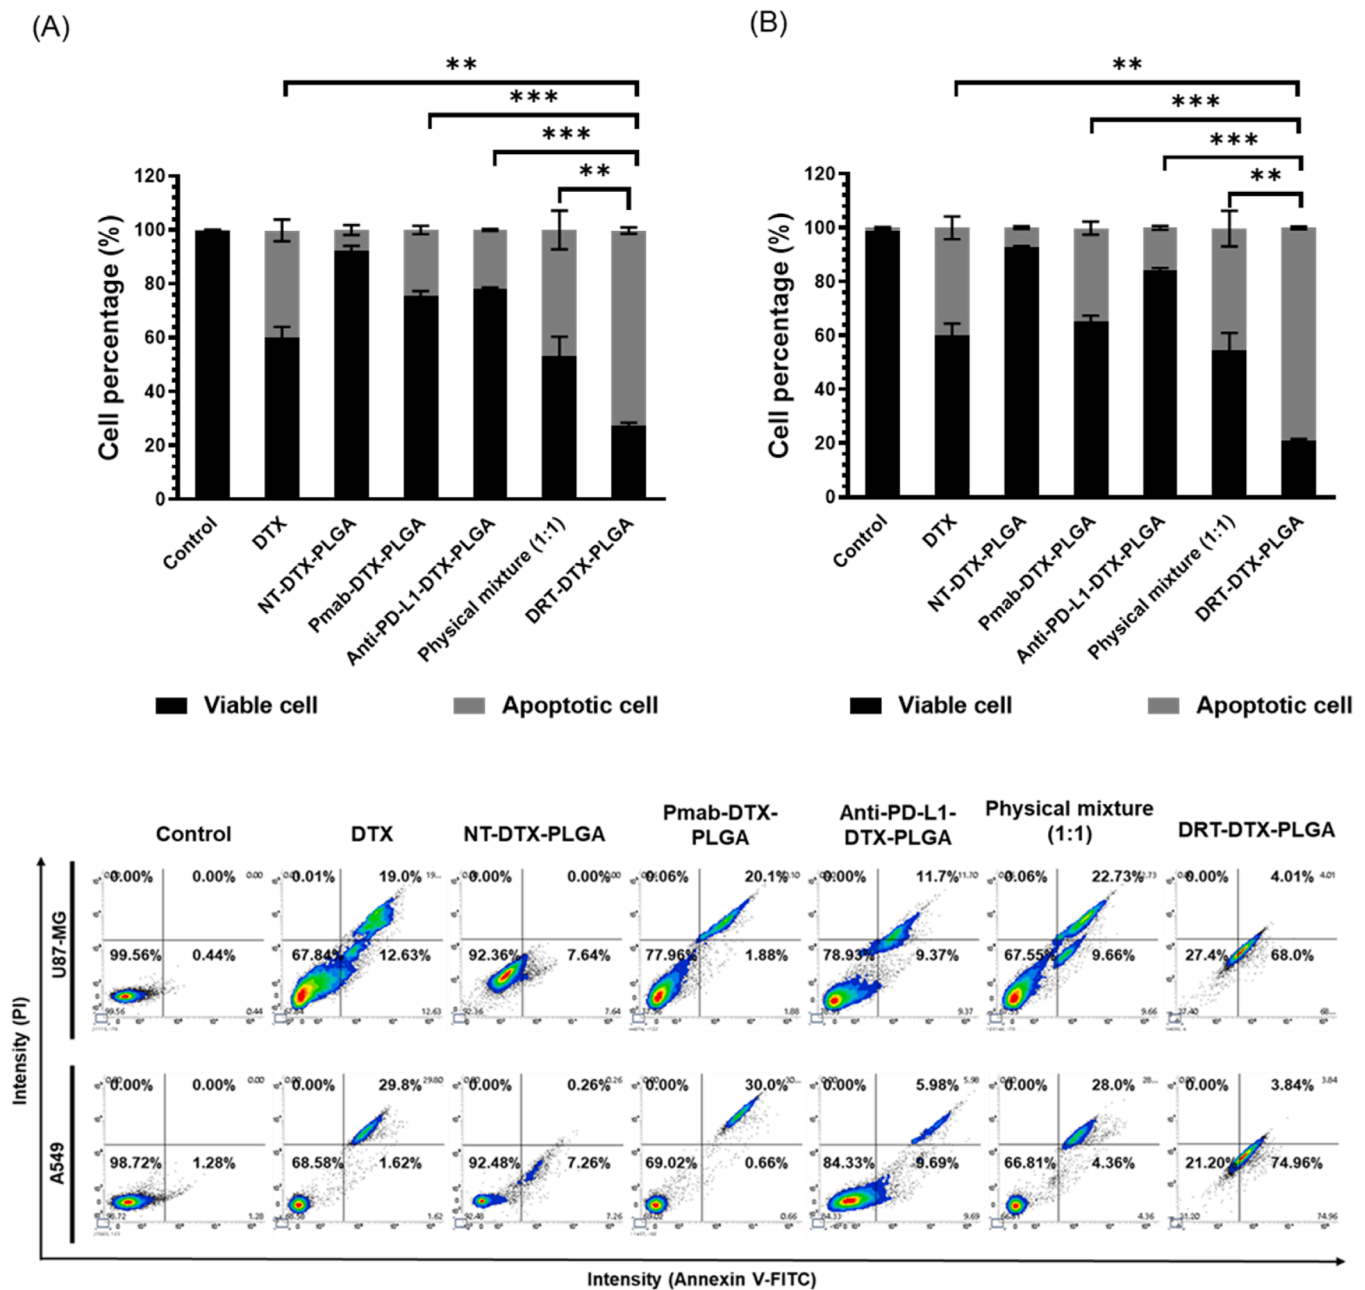 (A)
(B)
** 
***
***
**
**
***
***
**
120
100
80
60
40
20
0
Cell percentage (%)
Control
DTX
NT-DTX-PLGA
Pmab-DTX-PLGA
Anti-PD-L1-DTX-PLGA
Physical mixture (1:1)
DRT-DTX-PLGA
120
100
80
60
40
20
0
Cell percentage (%)
Control
DTX
NT-DTX-PLGA
Pmab-DTX-PLGA
Anti-PD-L1-DTX-PLGA
Physical mixture (1:1)
DRT-DTX-PLGA
Viable cell Apoptotic cell
Viable cell Apoptotic cell
Control
DTX
NT-DTX-PLGA
Pmab-DTX-
PLGA
Anti-PD-L1-
DTX-PLGA
Physical mixture
(1:1)
DRT-DTX-PLGA
Intensity (PI)
U87-MG
0.00% 0.00% 0.01% 19.0% 0.00% 0.00% 0.06% 20.1% 0.00% 11.7% 0.06% 22.73% 0.00% 4.01%
99.56% 0.44% 67.84% 12.63% 92.36% 7.64% 77.96% 1.88% 78.93% 9.37% 67.55% 9.66% 27.4% 68.0%
A549
0.00% 0.00% 0.00% 29.8% 0.00% 0.26% 0.00% 30.0% 0.00% 5.98% 0.00% 28.0% 0.00% 3.84%
98.72% 1.28% 68.58% 1.62% 92.48% 7.26% 69.02% 0.66% 84.33% 9.69% 66.81% 4.36% 21.20% 74.96%
Intensity (Annexin V-FITC)